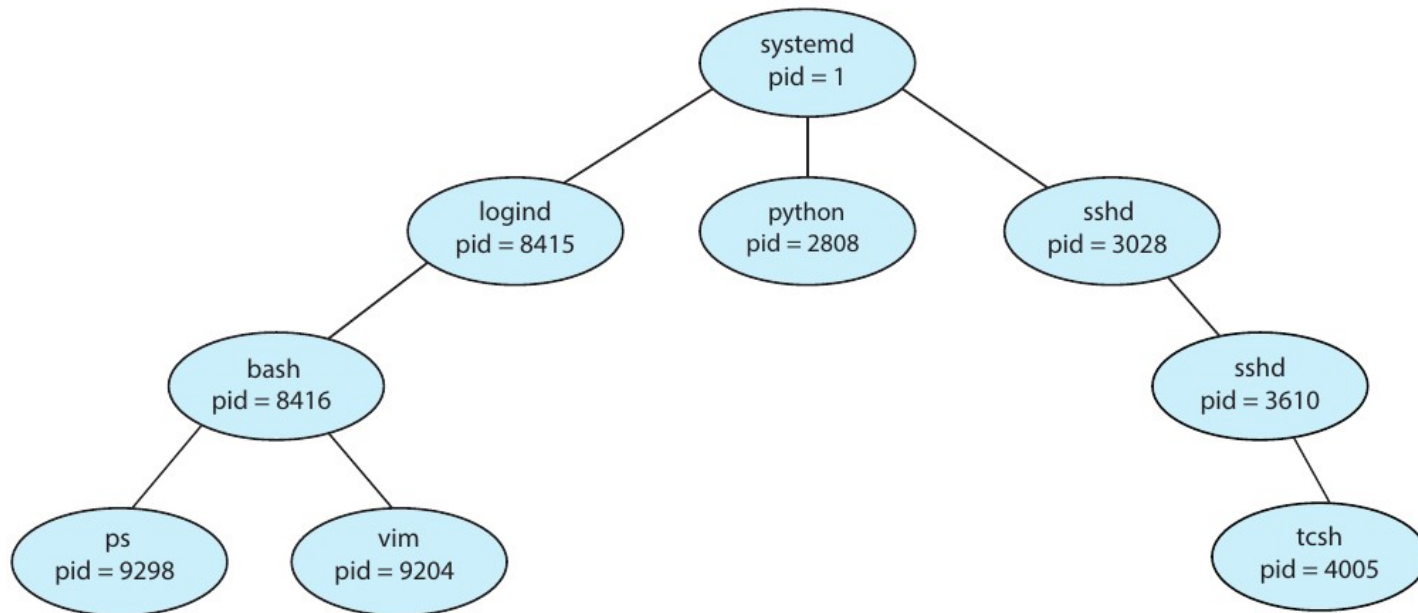 systemd
pid = 1
logind
pid = 8415
python
pid = 2808
sshd
pid = 3028
bash
pid = 8416
sshd
pid = 3610
ps
pid = 9298
vim
pid = 9204
tcsh
pid = 4005